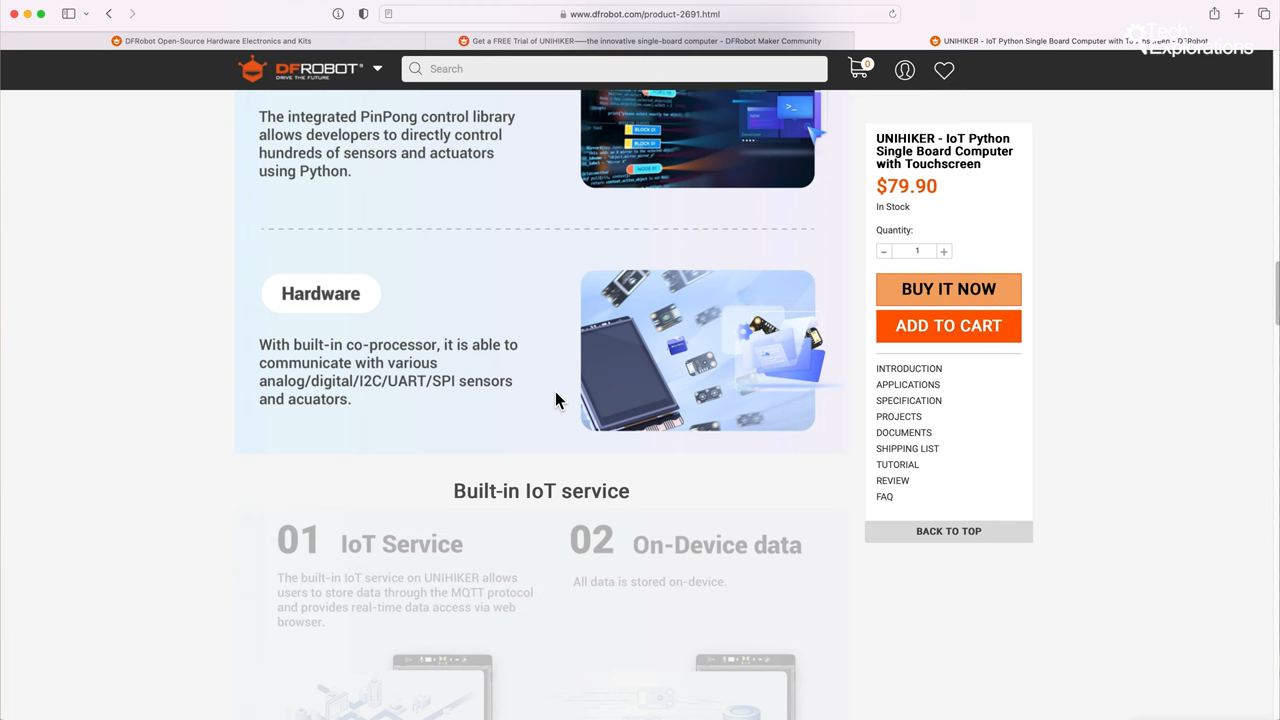 www.dfrobot.com/product-2691.html
DFRobot Open-Source Hardware Electronics and Kits
Get a FREE Trial of UNIHIKER——the innovative single-board computer - DFRobot Maker Community
UNIHIKER - IoT Python Single Board Computer with Touchscreen - DFRobot
Tech
Explorations
DFROBOT
DRIVE THE FUTURE
Search
0
The integrated PinPong control library
allows developers to directly control
hundreds of sensors and actuators
using Python.
BLOCK 01
BLOCK 01
Hardware
With built-in co-processor, it is able to
communicate with various
analog/digital/I2C/UART/SPI sensors
and acuators.
Built-in IoT service
01 IoT Service
The built-in IoT service on UNIHIKER allows
users to store data through the MQTT protocol
and provides real-time data access via web
browser.
02 On-Device data
All data is stored on-device.
UNIHIKER - IoT Python
Single Board Computer
with Touchscreen
$79.90
In Stock
Quantity:
- 1 +
BUY IT NOW
ADD TO CART
INTRODUCTION
APPLICATIONS
SPECIFICATION
PROJECTS
DOCUMENTS
SHIPPING LIST
TUTORIAL
REVIEW
FAQ
BACK TO TOP